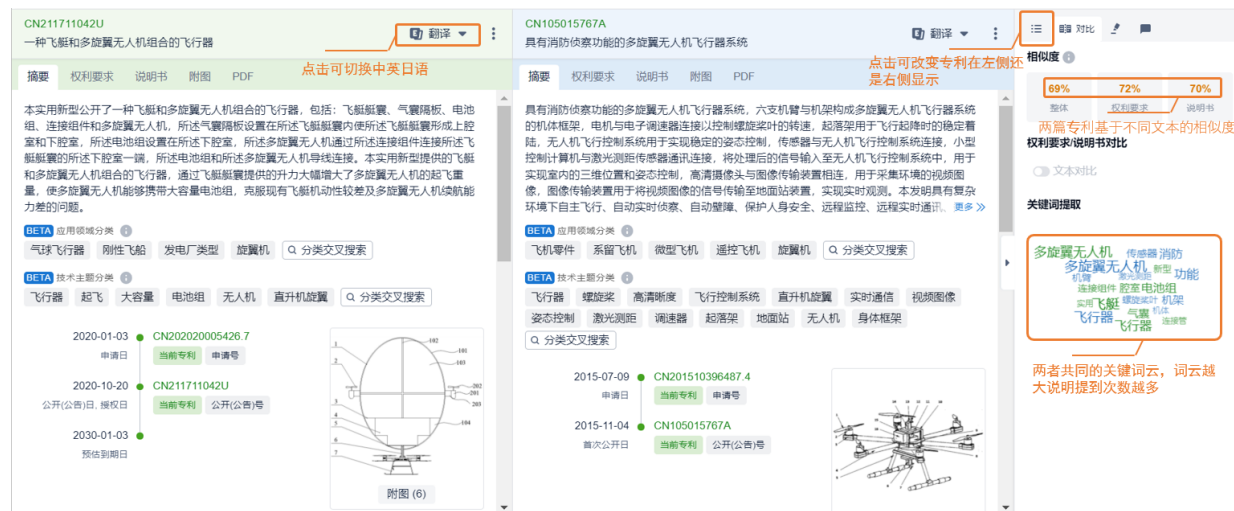 CN211711042U
一种飞艇和多旋翼无人机组合的飞行器
翻译
点击可切换中英日语
摘要 权利要求 说明书 附图 PDF
本实用新型公开了一种飞艇和多旋翼无人机组合的飞行器，包括：飞艇艇囊、气囊隔板、电池
组、连接组件和多旋翼无人机，所述气囊隔板设置在所述飞艇艇囊内使所述飞艇艇囊形成上腔
室和下腔室，所述电池组设置在所述下腔室，所述多旋翼无人机通过所述连接组件连接所述飞
艇艇囊的所述下腔室一端，所述电池组和所述多旋翼无人机导线连接。本实用新型提供的飞艇
和多旋翼无人机组合的飞行器，通过飞艇艇囊提供的升力大幅增大了多旋翼无人机的起飞重
量，使多旋翼无人机能够携带大容量电池组，克服现有飞艇机动性较差及多旋翼无人机续航能
力差的问题。
BETA 应用领域分类
气球飞行器 刚性飞船 发电厂类型 旋翼机 分类交叉搜索
BETA 技术主题分类
飞行器 起飞 大容量 电池组 无人机 直升机旋翼 分类交叉搜索
2020-01-03 CN202020005426.7
申请日 当前专利 申请号
2020-10-20 CN211711042U
公开(公告)日, 授权日 当前专利 公开(公告)号
2030-01-03
预估到期日
1
2
3
4
5
6
7
102
101
103
202
201
203
104
附图 (6)
CN105015767A
具有消防侦察功能的多旋翼无人机飞行器系统
翻译
点击可改变专利在左侧还
是右侧显示
摘要 权利要求 说明书 附图 PDF
具有消防侦察功能的多旋翼无人机飞行器系统，六支机臂与机架构成多旋翼无人机飞行器系统
的机体框架，电机与电子调速器连接以控制螺旋桨叶的转速，起落架用于飞行起降时的稳定着
陆，无人机飞行控制系统用于实现稳定的姿态控制，传感器与无人机飞行控制系统连接，小型
控制计算机与激光测距传感器通讯连接，将处理后的信号输入至无人机飞行控制系统中，用于
实现室内的三维位置和姿态控制，高清摄像头与图像传输装置相连，用于采集环境的视频图
像，图像传输装置用于将视频图像的信号传输至地面站装置，实现实时观测。本发明具有复杂
环境下自主飞行、自动实时侦察、自动壁障、保护人身安全、远程监控、远程实时通讯、 更多
BETA 应用领域分类
飞机零件 系留飞机 微型飞机 遥控飞机 旋翼机 分类交叉搜索
BETA 技术主题分类
飞行器 螺旋桨 高清晰度 飞行控制系统 直升机旋翼 实时通信 视频图像
姿态控制 激光测距 调速器 起落架 地面站 无人机 身体框架
分类交叉搜索
2015-07-09 CN201510396487.4
申请日 当前专利 申请号
2015-11-04 CN105015767A
首次公开日 当前专利 公开(公告)号
对比
相似度
69% 72% 70%
整体 权利要求 说明书
两篇专利基于不同文本的相似度
权利要求/说明书对比
文本对比
关键词提取
多旋翼无人机 传感器 消防
多旋翼无人机 新型
机臂 激光测距 功能
连接组件 腔室 电池组
实用 飞艇 螺旋桨叶 机架
飞行器 气囊 机体
飞行器 连接管
两者共同的关键词云，词云越
大说明提到次数越多